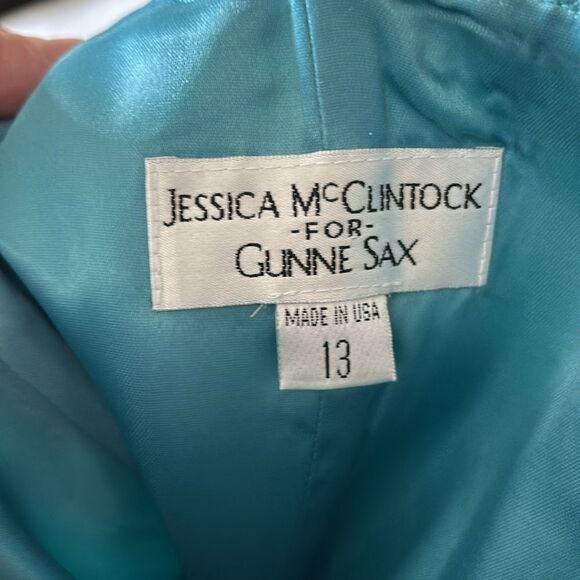 JESSICA McCLINTOCK
-FOR-
GUNNE SAX
MADE IN USA
13